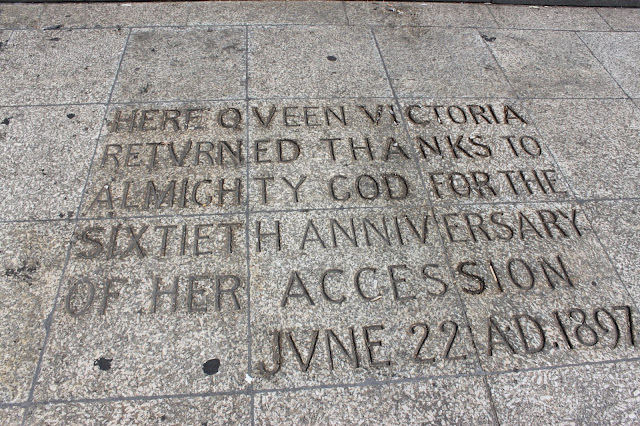 HERE QVEEN VICTORIA
RETVRNED THANKS TO
ALMIGHTY GOD FOR THE
SIXTIETH ANNIVERSARY
OF HER ACCESSION
JVNE 22 A.D. 1897